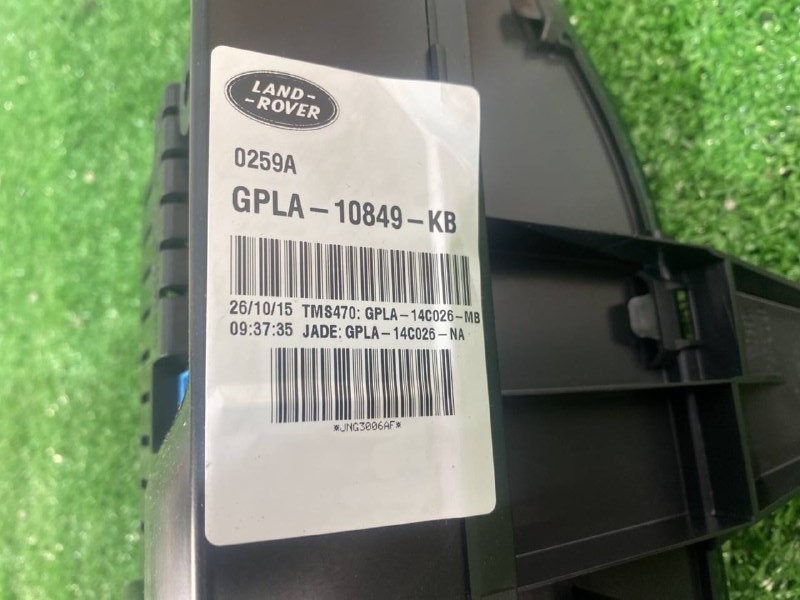 LAND-
-ROVER
0259A
GPLA-10849-KB
26/10/15 TMS470: GPLA-14C026-MB
09:37:35 JADE: GPLA-14C026-NA
*JNG3006AF*